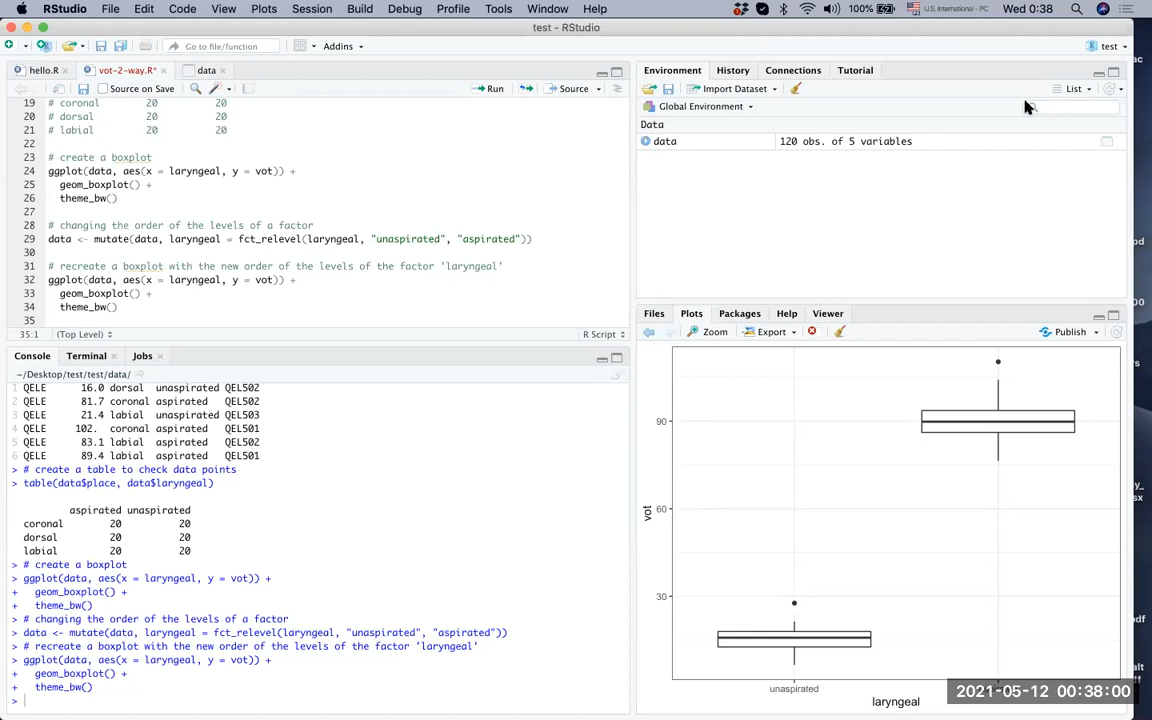 RStudio File Edit Code View Plots Session Build Debug Profile Tools Window Help 100% U.S. International - PC Wed 0:38
test - RStudio
Go to file/function Addins test
hello.R vot-2-way.R* data
Source on Save Run Source
19 # coronal 20 20
20 # dorsal 20 20
21 # labial 20 20
22
23 # create a boxplot
24 ggplot(data, aes(x = laryngeal, y = vot)) +
25 geom_boxplot() +
26 theme_bw()
27
28 # changing the order of the levels of a factor
29 data <- mutate(data, laryngeal = fct_relevel(laryngeal, "unaspirated", "aspirated"))
30
31 # recreate a boxplot with the new order of the levels of the factor 'laryngeal'
32 ggplot(data, aes(x = laryngeal, y = vot)) +
33 geom_boxplot() +
34 theme_bw()
35
35:1 (Top Level) R Script
Console Terminal Jobs
~/Desktop/test/test/data/
1 QELE 16.0 dorsal unaspirated QEL502
2 QELE 81.7 coronal aspirated QEL502
3 QELE 21.4 labial unaspirated QEL503
4 QELE 102. coronal aspirated QEL501
5 QELE 83.1 labial aspirated QEL502
6 QELE 89.4 labial aspirated QEL501
> # create a table to check data points
> table(data$place, data$laryngeal)
aspirated unaspirated
coronal 20 20
dorsal 20 20
labial 20 20
> # create a boxplot
> ggplot(data, aes(x = laryngeal, y = vot)) +
+ geom_boxplot() +
+ theme_bw()
> # changing the order of the levels of a factor
> data <- mutate(data, laryngeal = fct_relevel(laryngeal, "unaspirated", "aspirated"))
> # recreate a boxplot with the new order of the levels of the factor 'laryngeal'
> ggplot(data, aes(x = laryngeal, y = vot)) +
+ geom_boxplot() +
+ theme_bw()
>
Environment History Connections Tutorial
Import Dataset List
Global Environment
Data
data 120 obs. of 5 variables
Files Plots Packages Help Viewer
Zoom Export Publish
90
60
30
vot
unaspirated
laryngeal
2021-05-12 00:38:00